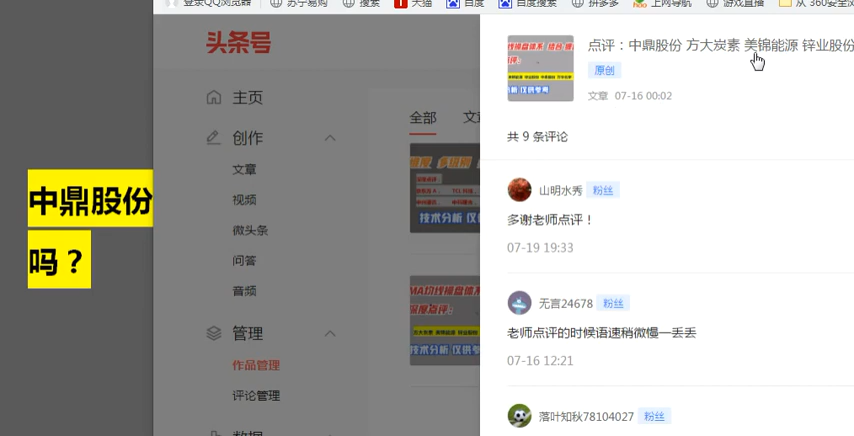 登录QQ浏览器 苏宁易购 搜索 天猫 百度 百度搜索 拼多多 上网导航 游戏直播 从 360安全浏
头条号
点评：中鼎股份 方大炭素 美锦能源 锌业股份
原创
文章 07-16 00:02
主页
共 9 条评论
创作
全部 文
文章
山明水秀 粉丝
视频
多谢老师点评！
中鼎股份
技术分析
微头条
07-19 19:33
吗？
问答
音频
无言24678 粉丝
老师点评的时候语速稍微慢一丢丢
管理
07-16 12:21
作品管理
评论管理
落叶知秋78104027 粉丝
数据